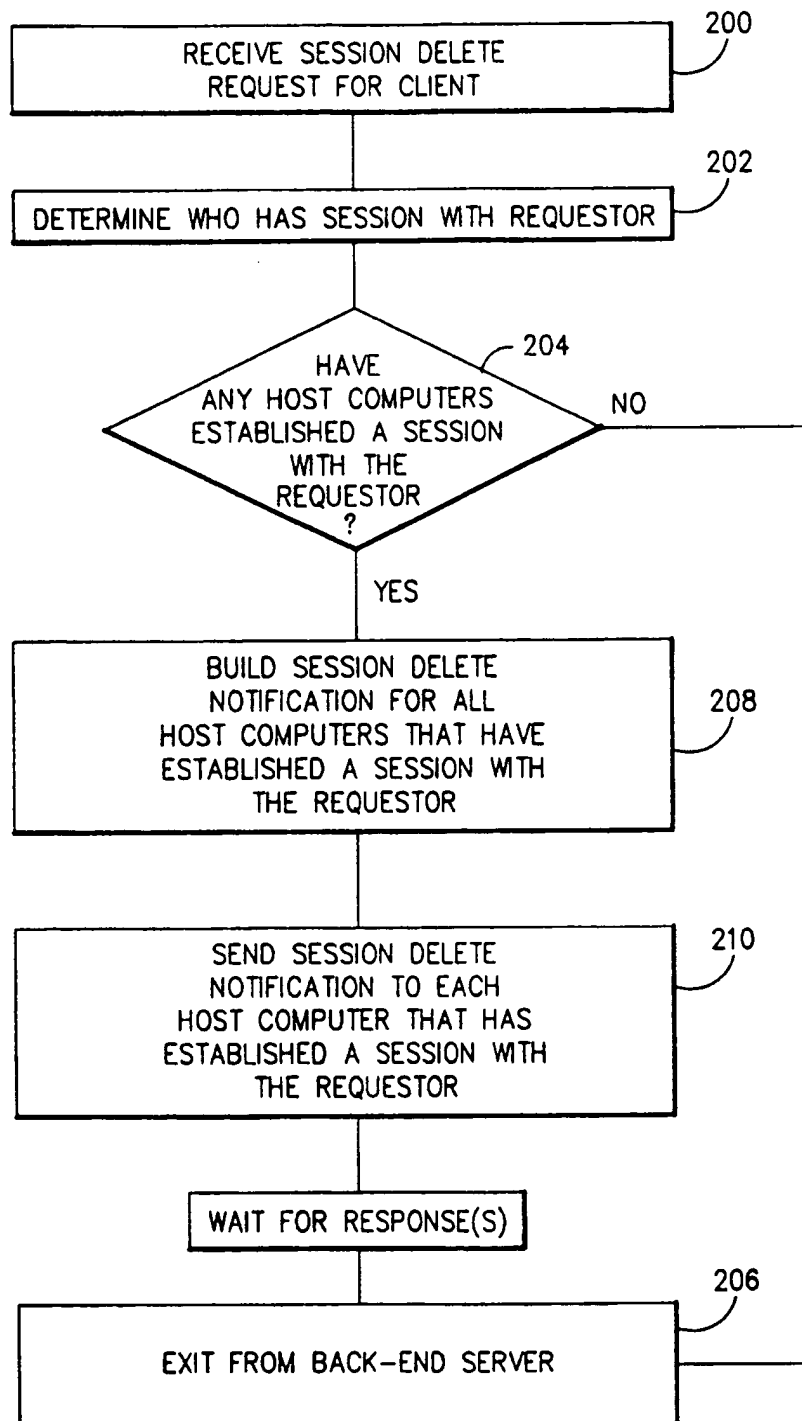 200
RECEIVE SESSION DELETE
REQUEST FOR CLIENT
202
DETERMINE WHO HAS SESSION WITH REQUESTOR
204
HAVE
ANY HOST COMPUTERS
ESTABLISHED A SESSION
WITH THE
REQUESTOR
?
NO
YES
BUILD SESSION DELETE
NOTIFICATION FOR ALL
HOST COMPUTERS THAT HAVE
ESTABLISHED A SESSION WITH
THE REQUESTOR
208
SEND SESSION DELETE
NOTIFICATION TO EACH
HOST COMPUTER THAT HAS
ESTABLISHED A SESSION WITH
THE REQUESTOR
210
WAIT FOR RESPONSE(S)
206
EXIT FROM BACK-END SERVER